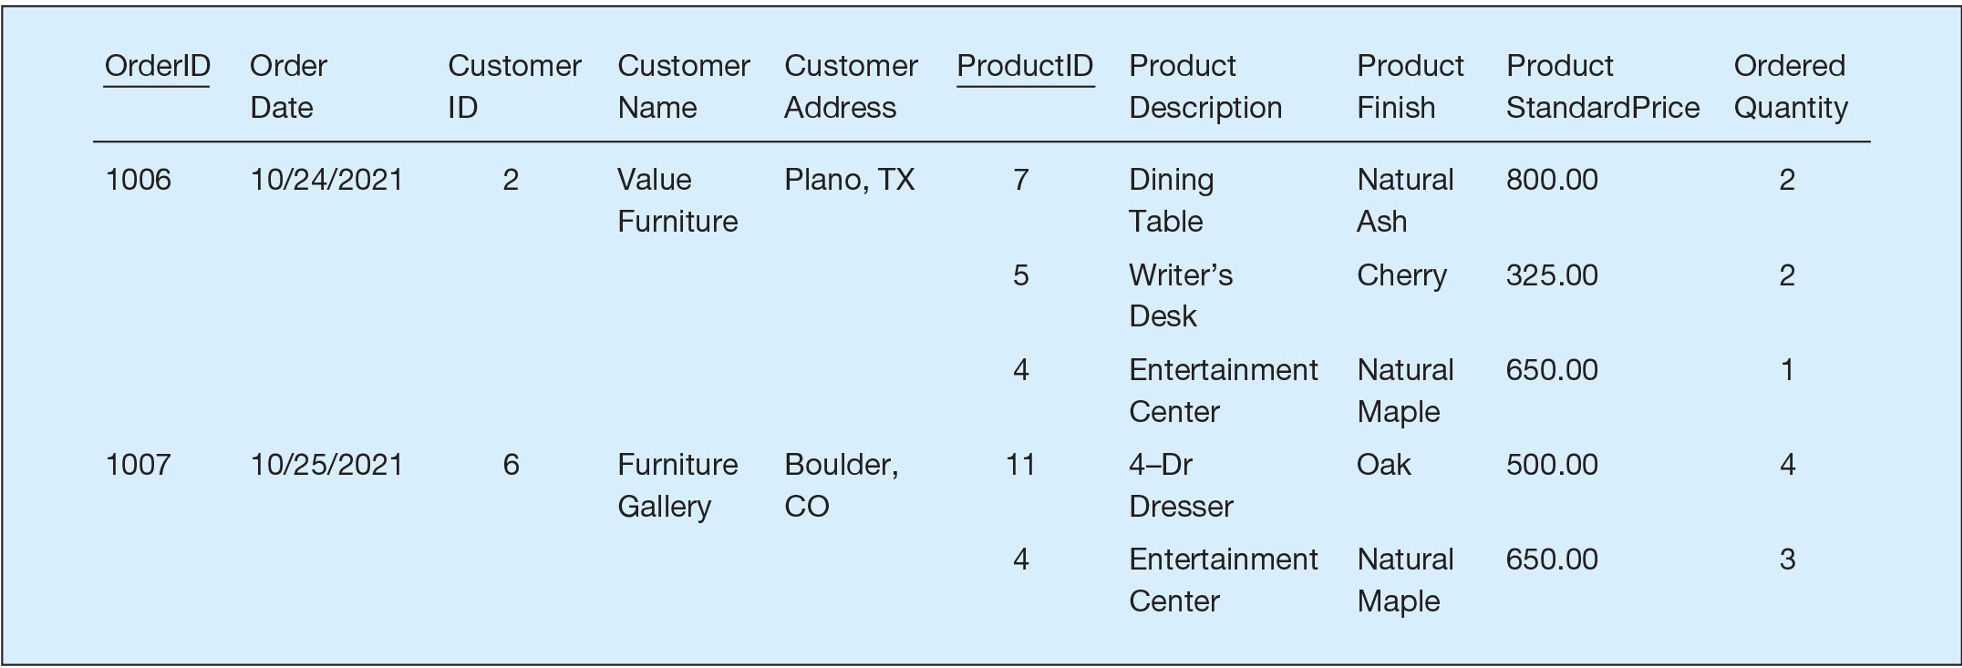 OrderID Order Customer Customer Customer ProductID Product Product Product Ordered
Date ID Name Address Description Finish StandardPrice Quantity
1006 10/24/2021 2 Value Plano, TX 7 Dining Natural 800.00 2
Furniture Table Ash
5 Writer’s Cherry 325.00 2
Desk
4 Entertainment Natural 650.00 1
Center Maple
1007 10/25/2021 6 Furniture Boulder, 11 4–Dr Oak 500.00 4
Gallery CO Dresser
4 Entertainment Natural 650.00 3
Center Maple